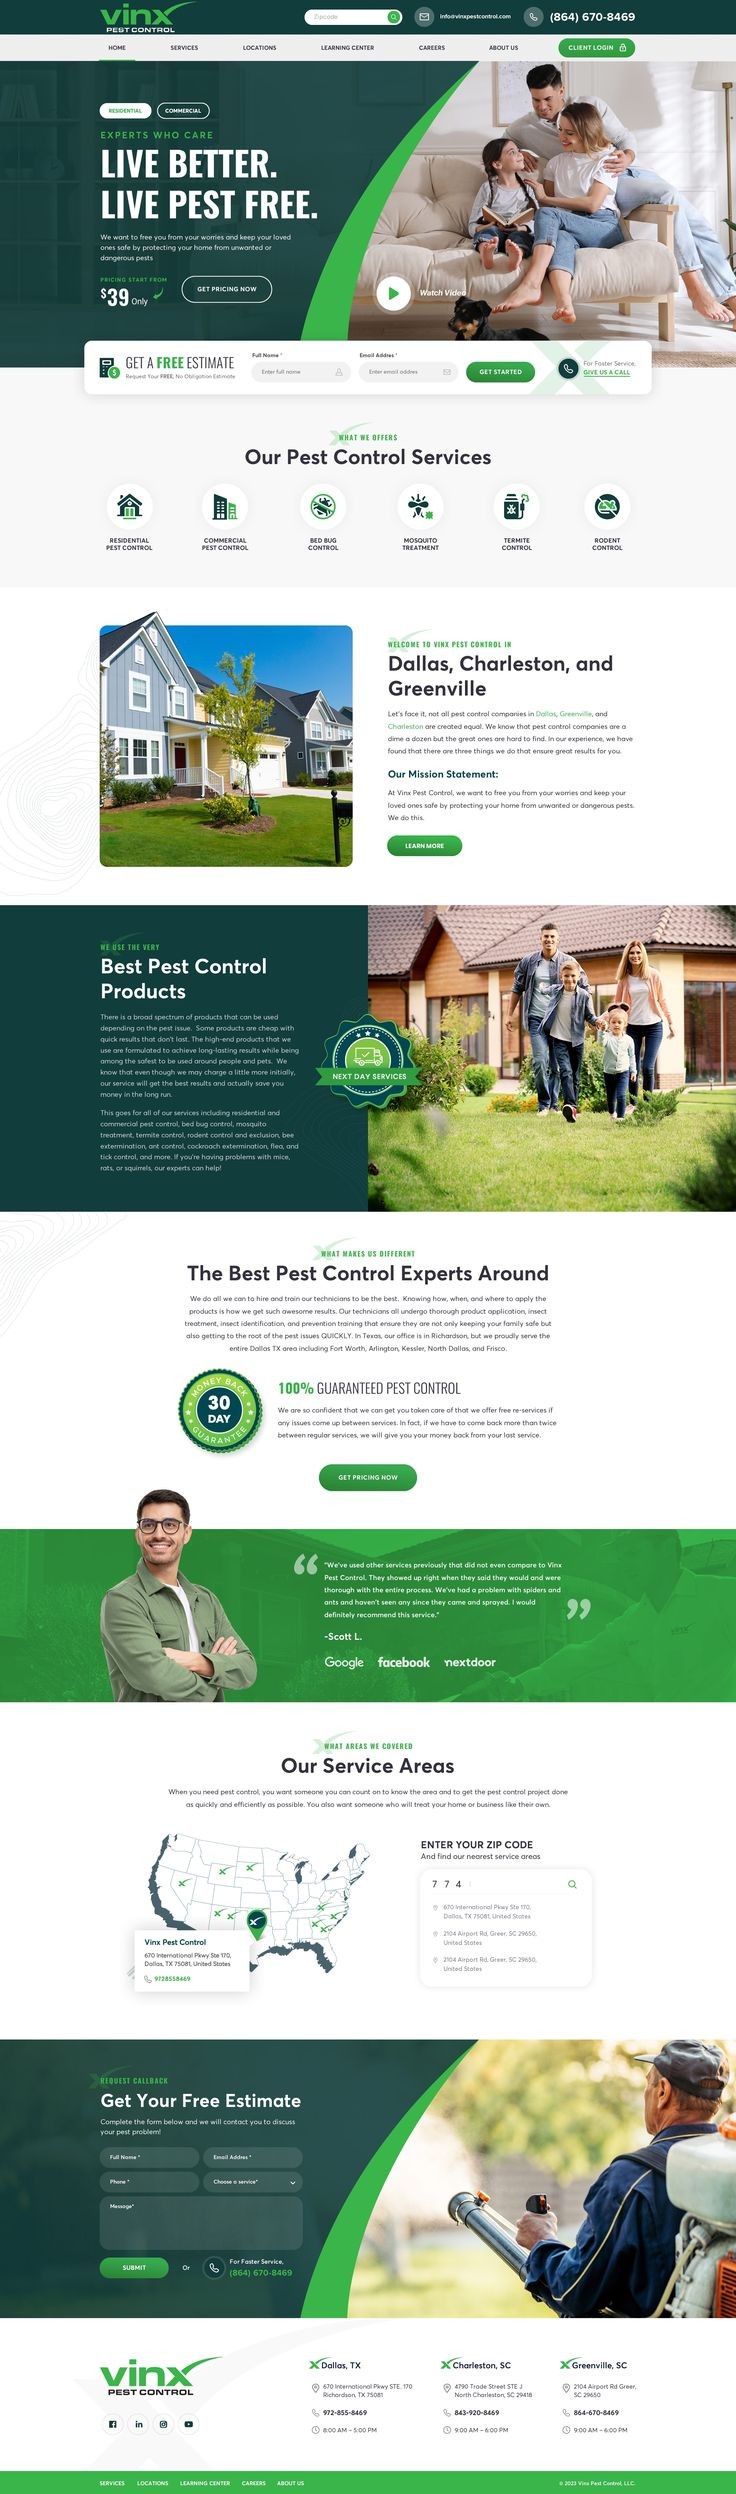 vinx
PEST CONTROL
Zipcode
info@vinxpestcontrol.com
(864) 670-8469
HOME
SERVICES
LOCATIONS
LEARNING CENTER
CAREERS
ABOUT US
CLIENT LOGIN
RESIDENTIAL
COMMERCIAL
EXPERTS WHO CARE
LIVE BETTER.
LIVE PEST FREE.
We want to free you from your worries and keep your loved
ones safe by protecting your home from unwanted or
dangerous pests
PRICING START FROM
$39 Only
GET PRICING NOW
Watch Video
GET A FREE ESTIMATE
Request Your FREE, No Obligation Estimate
Full Name *
Enter full name
Email Addres *
Enter email addres
GET STARTED
For Faster Service,
GIVE US A CALL
WHAT WE OFFERS
Our Pest Control Services
RESIDENTIAL
PEST CONTROL
COMMERCIAL
PEST CONTROL
BED BUG
CONTROL
MOSQUITO
TREATMENT
TERMITE
CONTROL
RODENT
CONTROL
WELCOME TO VINX PEST CONTROL IN
Dallas, Charleston, and
Greenville
Let's face it, not all pest control companies in Dallas, Greenville, and
Charleston are created equal. We know that pest control companies are a
dime a dozen but the great ones are hard to find. In our experience, we have
found that there are three things we do that ensure great results for you.
Our Mission Statement:
At Vinx Pest Control, we want to free you from your worries and keep your
loved ones safe by protecting your home from unwanted or dangerous pests.
We do this.
LEARN MORE
WE USE THE VERY
Best Pest Control
Products
There is a broad spectrum of products that can be used
depending on the pest issue. Some products are cheap with
quick results that don't last. The high-end products that we
use are formulated to achieve long-lasting results while being
among the safest to be used around people and pets. We
know that even though we may charge a little more initially,
our service will get the best results and actually save you
money in the long run.
This goes for all of our services including residential and
commercial pest control, bed bug control, mosquito
treatment, termite control, rodent control and exclusion, bee
extermination, ant control, cockroach extermination, flea, and
tick control, and more. If you're having problems with mice,
rats, or squirrels, our experts can help!
NEXT DAY SERVICES
WHAT MAKES US DIFFERENT
The Best Pest Control Experts Around
We do all we can to hire and train our technicians to be the best. Knowing how, when, and where to apply the
products is how we get such awesome results. Our technicians all undergo thorough product application, insect
treatment, insect identification, and prevention training that ensure they are not only keeping your family safe but
also getting to the root of the pest issues QUICKLY. In Texas, our office is in Richardson, but we proudly serve the
entire Dallas TX area including Fort Worth, Arlington, Kessler, North Dallas, and Frisco.
MONEY BACK
30
DAY
GUARANTEE
100% GUARANTEED PEST CONTROL
We are so confident that we can get you taken care of that we offer free re-services if
any issues come up between services. In fact, if we have to come back more than twice
between regular services, we will give you your money back from your last service.
GET PRICING NOW
"We've used other services previously that did not even compare to Vinx
Pest Control. They showed up right when they said they would and were
thorough with the entire process. We've had a problem with spiders and
ants and haven't seen any since they came and sprayed. I would
definitely recommend this service."
-Scott L.
Google
facebook
nextdoor
WHAT AREAS WE COVERED
Our Service Areas
When you need pest control, you want someone you can count on to know the area and to get the pest control project done
as quickly and efficiently as possible. You also want someone who will treat your home or business like their own.
Vinx Pest Control
670 International Pkwy Ste 170,
Dallas, TX 75081, United States
9728558469
ENTER YOUR ZIP CODE
And find our nearest service areas
7 7 4
670 International Pkwy Ste 170,
Dallas, TX 75081, United States
2104 Airport Rd, Greer, SC 29650,
United States
2104 Airport Rd, Greer, SC 29650,
United States
REQUEST CALLBACK
Get Your Free Estimate
Complete the form below and we will contact you to discuss
your pest problem!
Full Name *
Email Addres *
Phone *
Choose a service*
Message*
SUBMIT
Or
For Faster Service,
(864) 670-8469
vinx
PEST CONTROL
Dallas, TX
670 International Pkwy STE. 170
Richardson, TX 75081
972-855-8469
8:00 AM – 5:00 PM
Charleston, SC
4790 Trade Street STE J
North Charleston, SC 29418
843-920-8469
9:00 AM – 6:00 PM
Greenville, SC
2104 Airport Rd Greer,
SC 29650
864-670-8469
9:00 AM – 6:00 PM
SERVICES
LOCATIONS
LEARNING CENTER
CAREERS
ABOUT US
© 2023 Vinx Pest Control, LLC.